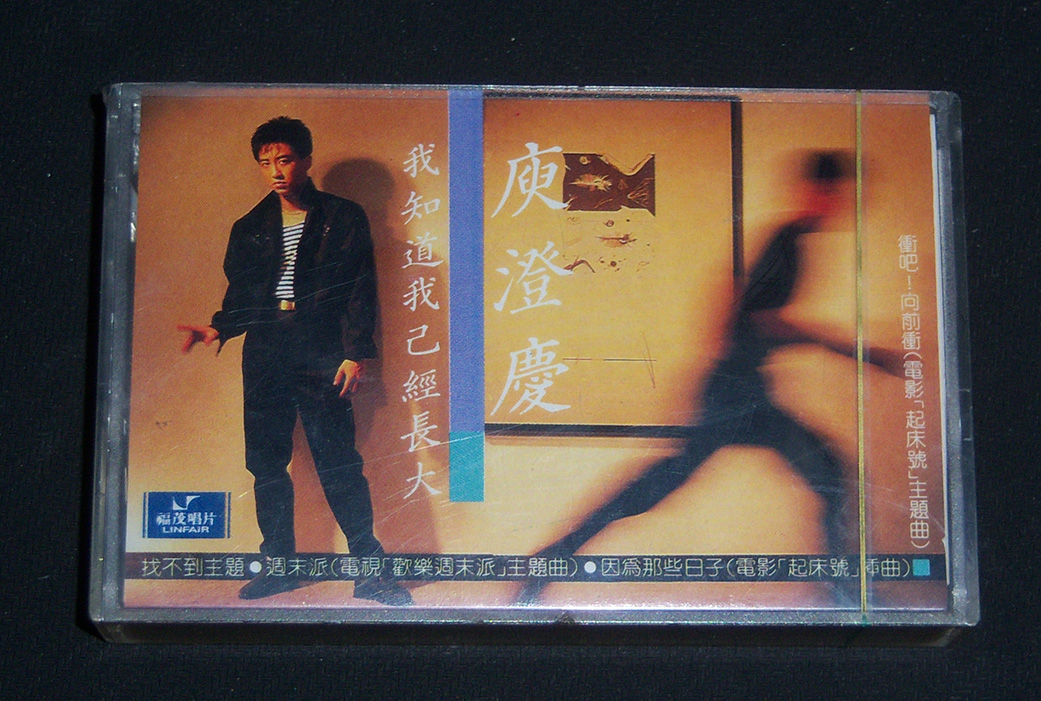 我知道我己經長大
庾澄慶
衝吧!向前衝(電影「起床號」主題曲)
福茂唱片
LINFAIR
找不到主題●週末派(電視「歡樂週末派」主題曲)●因為那些日子(電影「起床號」插曲)